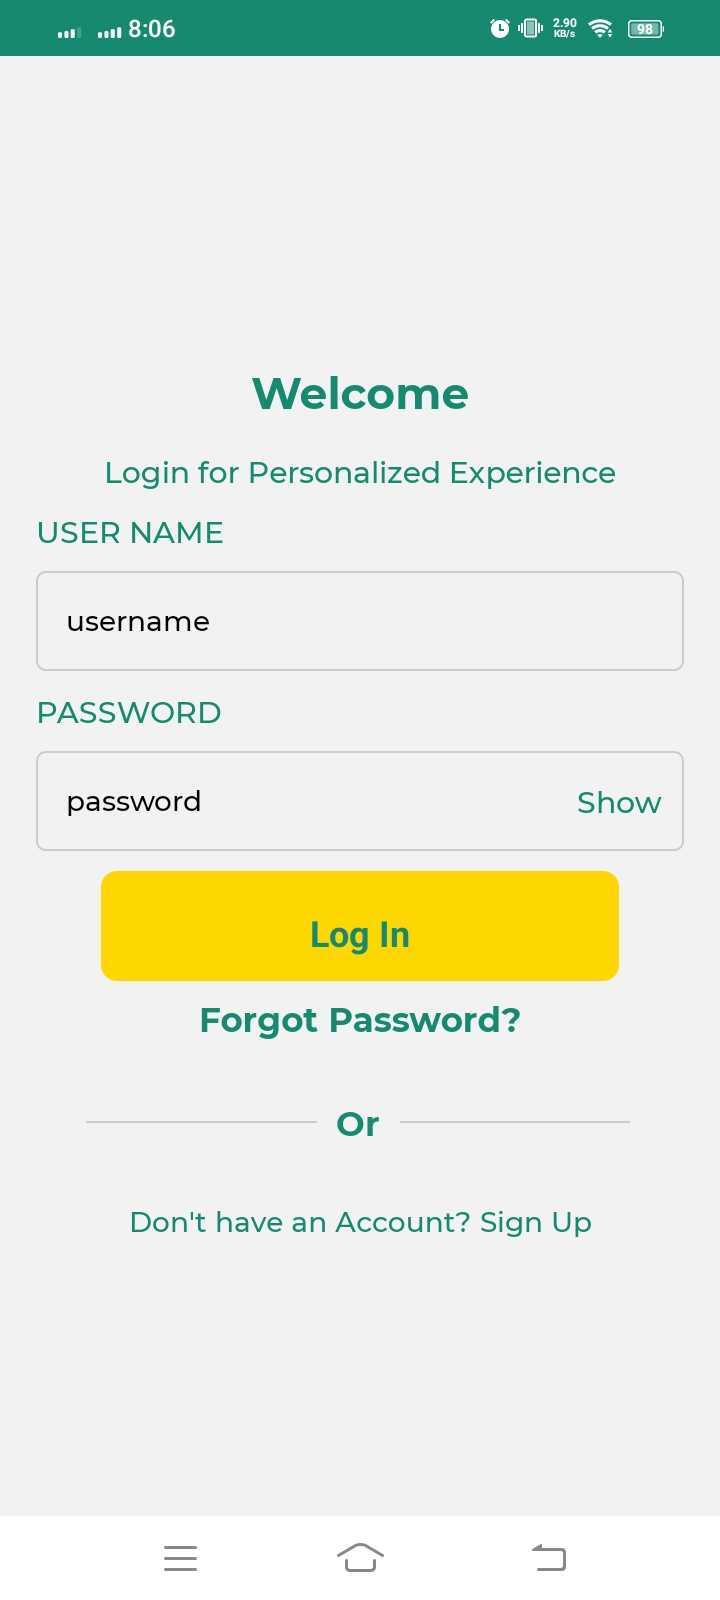 8:06 2.90 KB/s 98
Welcome
Login for Personalized Experience
USER NAME
username
PASSWORD
password Show
Log In
Forgot Password?
Or
Don't have an Account? Sign Up